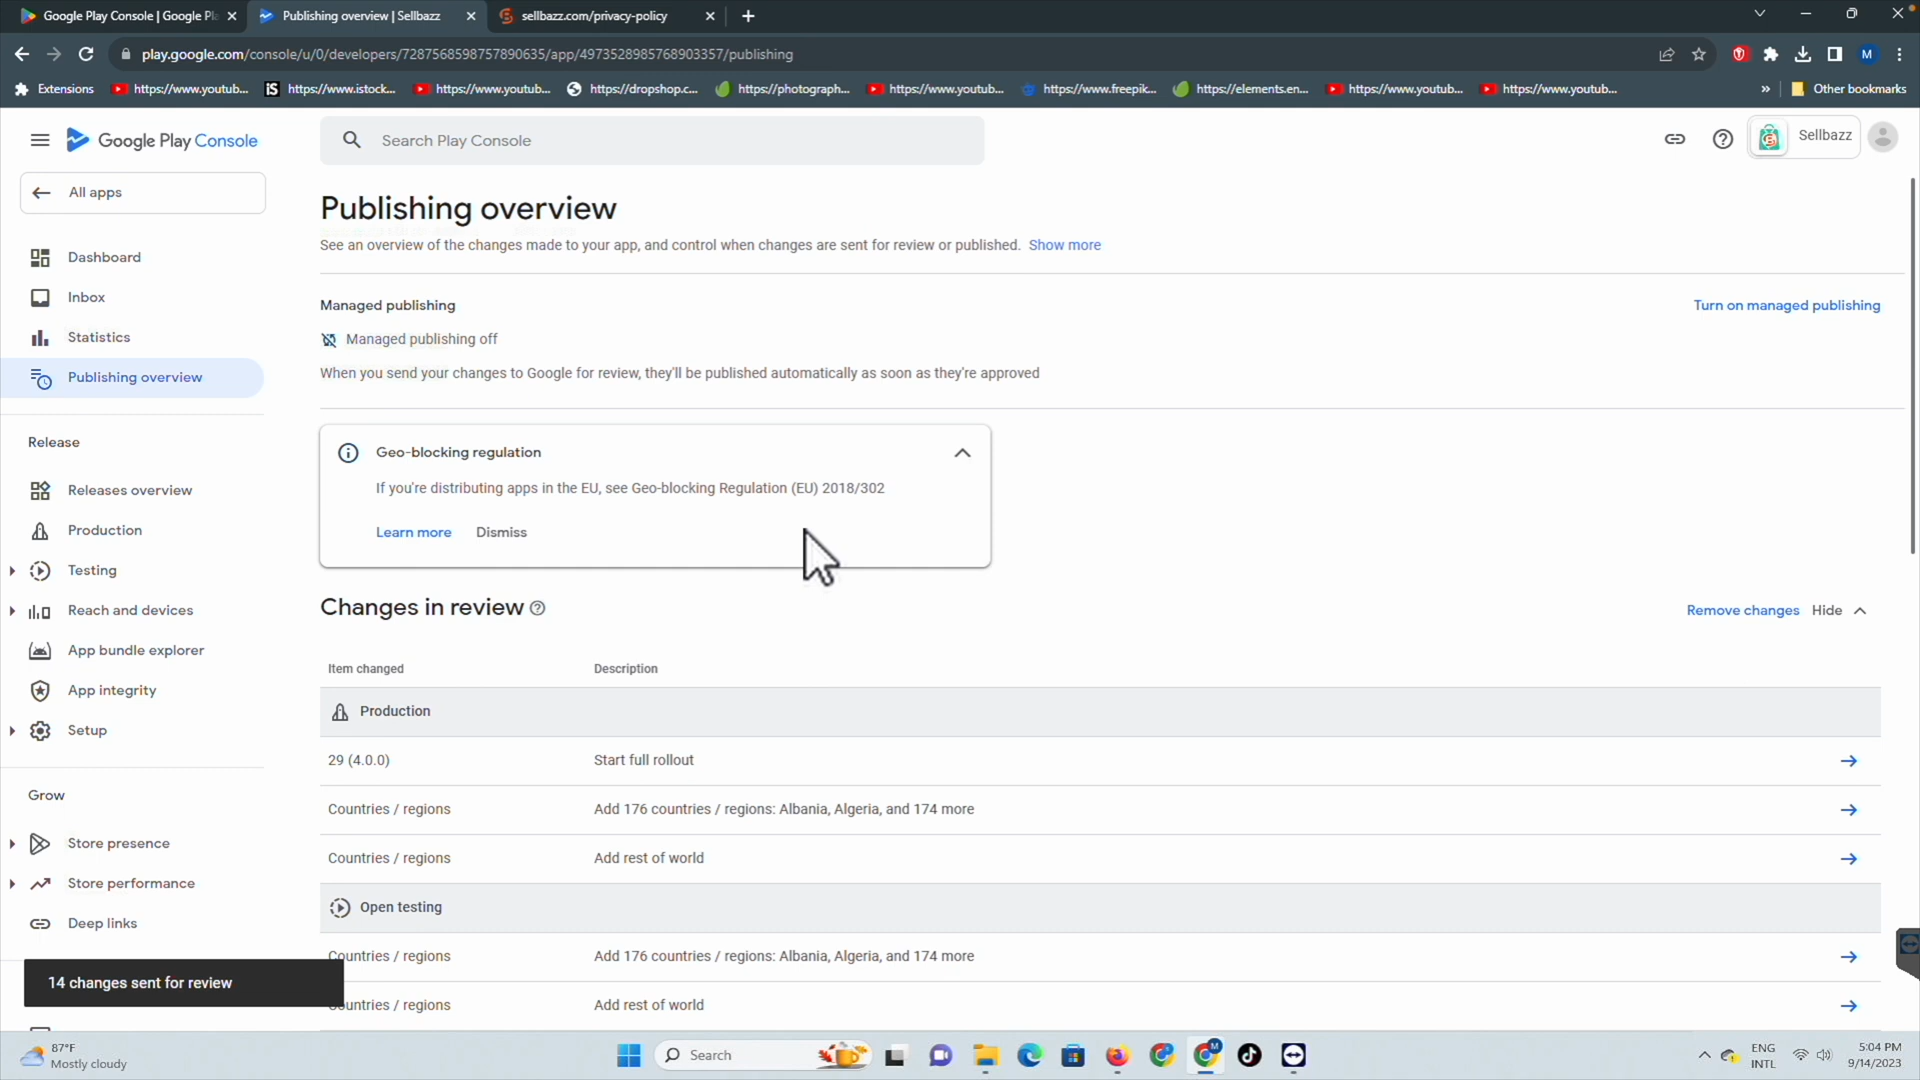 Google Play Console | Google Pla
Publishing overview | Sellbazz
sellbazz.com/privacy-policy
play.google.com/console/u/0/developers/7287568598757890635/app/4973528985768903357/publishing
M
Extensions
https://www.youtub...
iS https://www.istock...
https://www.youtub...
https://dropshop.c...
https://photograph...
https://www.youtub...
https://www.freepik...
https://elements.en...
https://www.youtub...
https://www.youtub...
»
Other bookmarks
Google Play Console
Search Play Console
Sellbazz
All apps
Dashboard
Inbox
Statistics
Publishing overview
Release
Releases overview
Production
Testing
Reach and devices
App bundle explorer
App integrity
Setup
Grow
Store presence
Store performance
Deep links
Publishing overview
See an overview of the changes made to your app, and control when changes are sent for review or published. Show more
Managed publishing
Turn on managed publishing
Managed publishing off
When you send your changes to Google for review, they'll be published automatically as soon as they're approved
Geo-blocking regulation
If you're distributing apps in the EU, see Geo-blocking Regulation (EU) 2018/302
Learn more Dismiss
Changes in review
Remove changes Hide
Item changed Description
Production
29 (4.0.0) Start full rollout
Countries / regions Add 176 countries / regions: Albania, Algeria, and 174 more
Countries / regions Add rest of world
Open testing
Countries / regions Add 176 countries / regions: Albania, Algeria, and 174 more
14 changes sent for review
ountries / regions Add rest of world
87°F
Mostly cloudy
Search
M
ENG
INTL
5:04 PM
9/14/2023